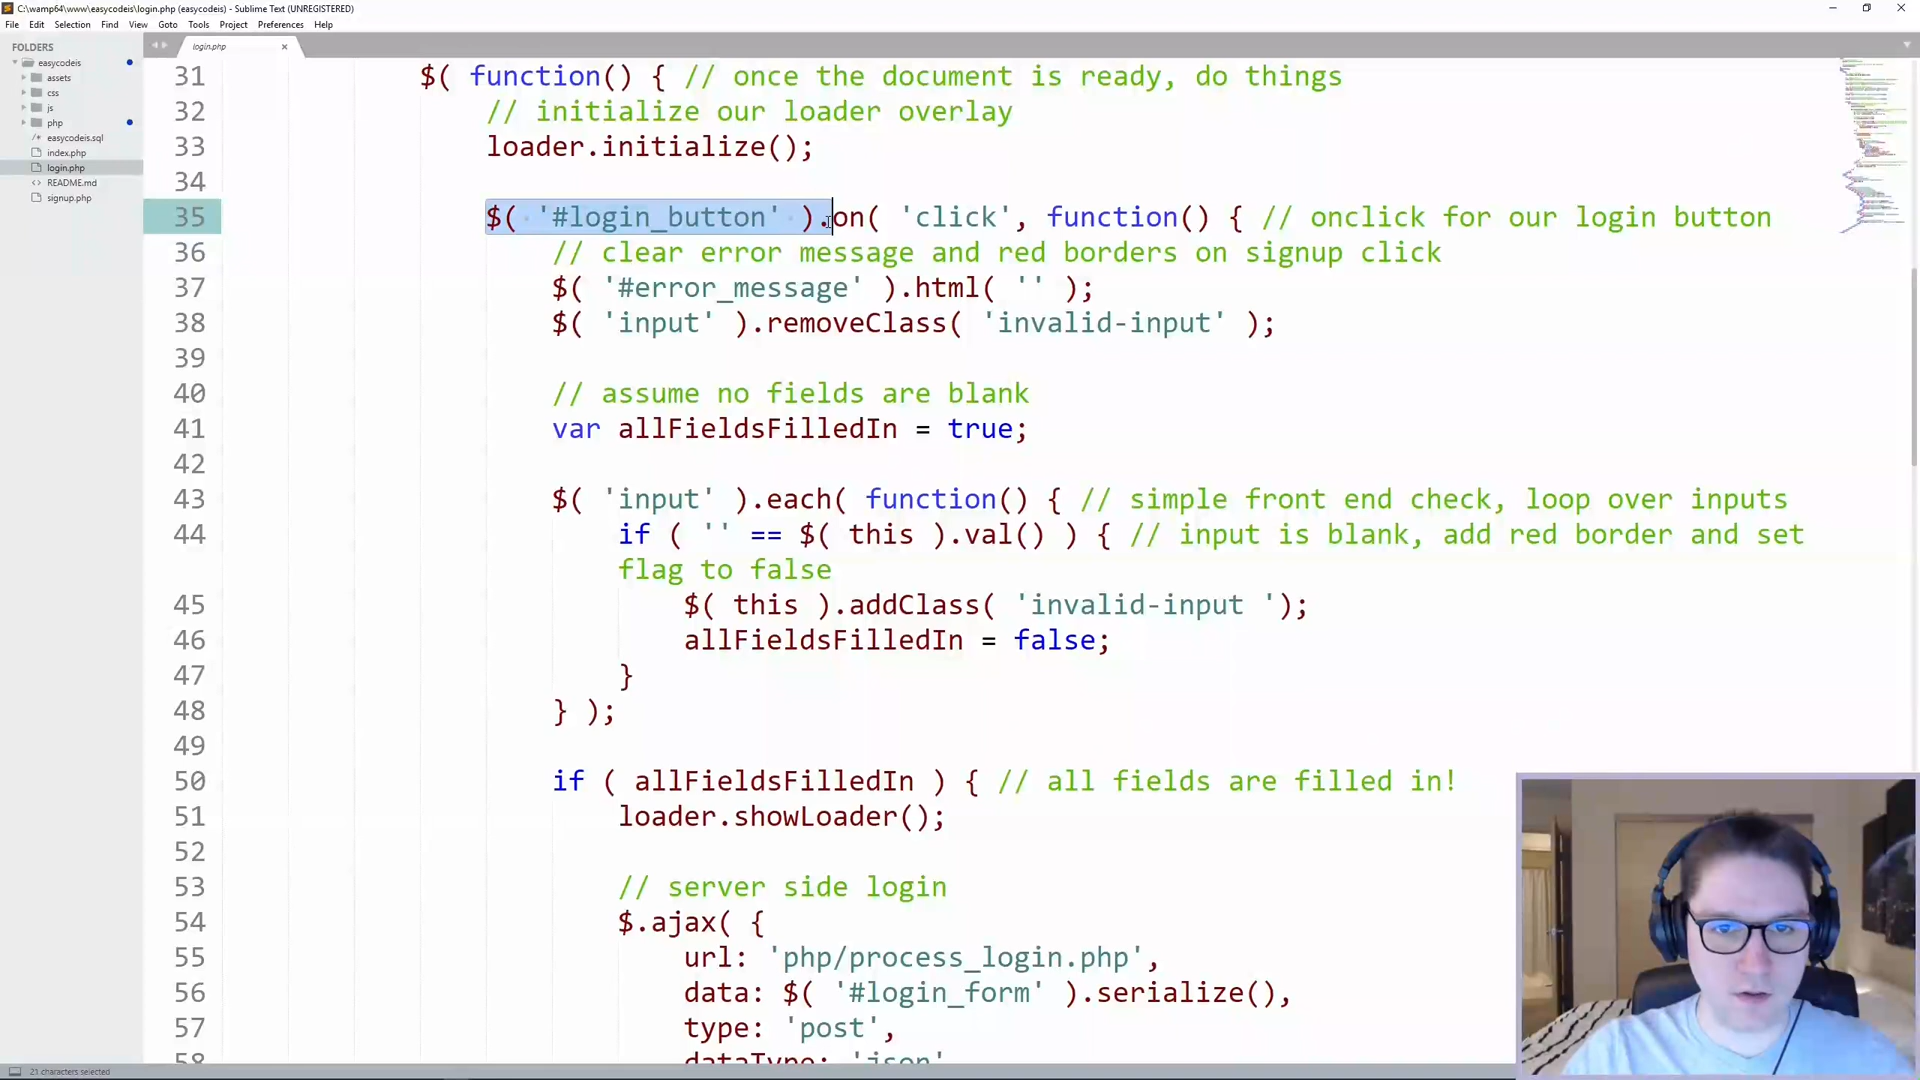 C:\wamp64\www\easycodeis\login.php (easycodeis) - Sublime Text (UNREGISTERED)
File Edit Selection Find View Goto Tools Project Preferences Help
FOLDERS
easycodeis
assets
css
js
php
easycodeis.sql
index.php
login.php
README.md
signup.php
login.php
31 $( function() { // once the document is ready, do things
32 // initialize our loader overlay
33 loader.initialize();
34
35 $( '#login_button' ).on( 'click', function() { // onclick for our login button
36 // clear error message and red borders on signup click
37 $( '#error_message' ).html( '' );
38 $( 'input' ).removeClass( 'invalid-input' );
39
40 // assume no fields are blank
41 var allFieldsFilledIn = true;
42
43 $( 'input' ).each( function() { // simple front end check, loop over inputs
44 if ( '' == $( this ).val() ) { // input is blank, add red border and set
flag to false
45 $( this ).addClass( 'invalid-input ');
46 allFieldsFilledIn = false;
47 }
48 } );
49
50 if ( allFieldsFilledIn ) { // all fields are filled in!
51 loader.showLoader();
52
53 // server side login
54 $.ajax( {
55 url: 'php/process_login.php',
56 data: $( '#login_form' ).serialize(),
57 type: 'post',
58 dataType: 'json'
21 characters selected